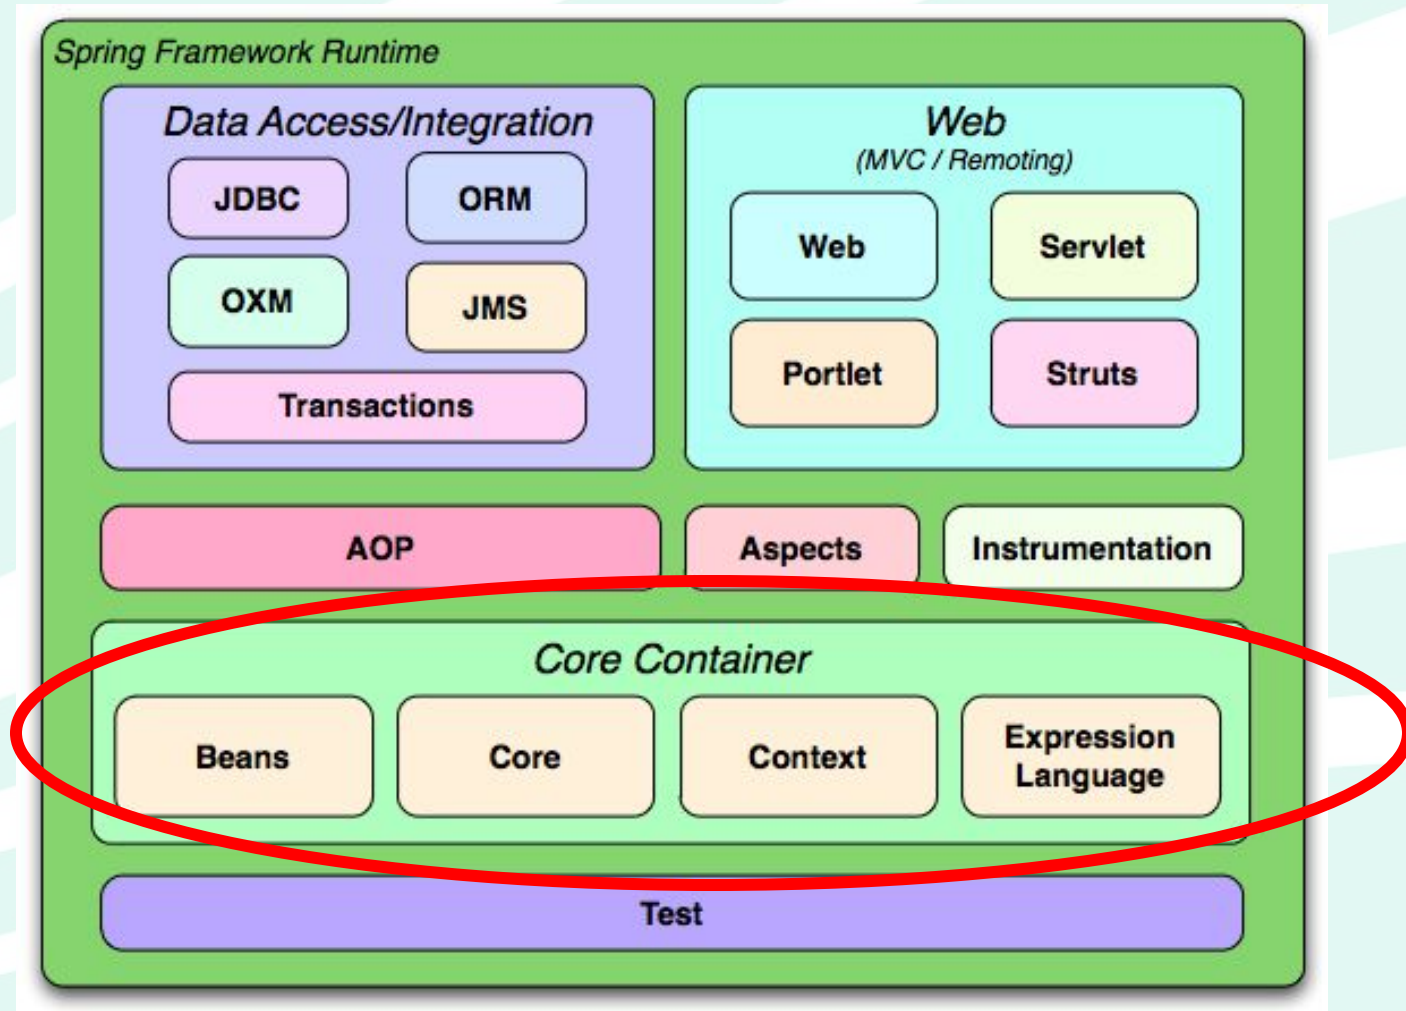 Spring Framework Runtime
Data Access/Integration
JDBC
ORM
OXM
JMS
Transactions
Web
(MVC / Remoting)
Web
Servlet
Portlet
Struts
AOP
Aspects
Instrumentation
Core Container
Beans
Core
Context
Expression
Language
Test